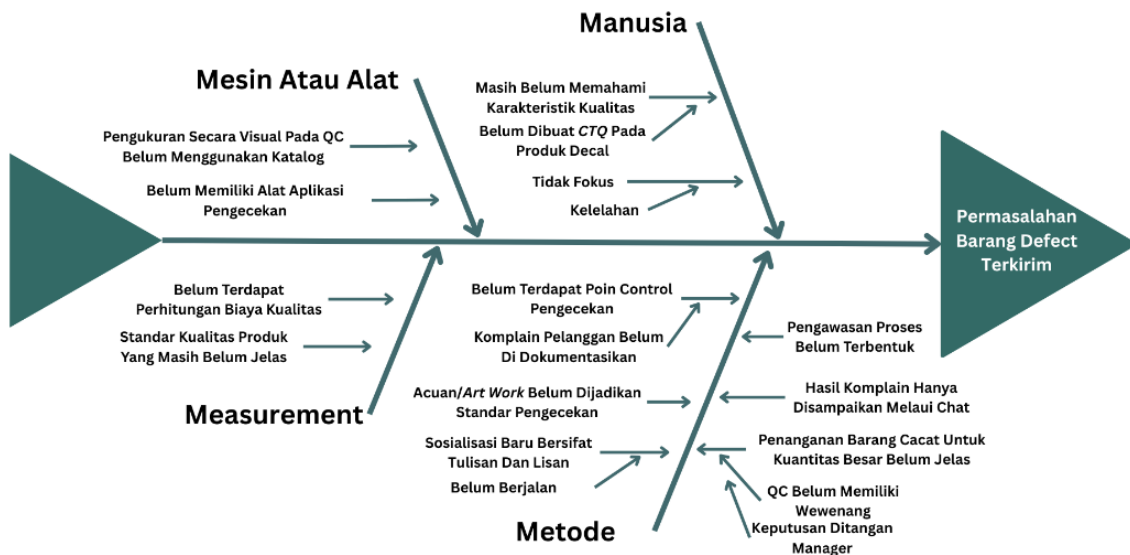 Manusia
Mesin Atau Alat
Masih Belum Memahami
Karakteristik Kualitas
Belum Dibuat CTQ Pada
Produk Decal
Tidak Fokus
Kelelahan
Pengukuran Secara Visual Pada QC
Belum Menggunakan Katalog
Belum Memiliki Alat Aplikasi
Pengecekan
Permasalahan
Barang Defect
Terkirim
Belum Terdapat
Perhitungan Biaya Kualitas
Standar Kualitas Produk
Yang Masih Belum Jelas
Measurement
Belum Terdapat Poin Control
Pengecekan
Komplain Pelanggan Belum
Di Dokumentasikan
Acuan/Art Work Belum Dijadikan
Standar Pengecekan
Sosialisasi Baru Bersifat
Tulisan Dan Lisan
Belum Berjalan
Pengawasan Proses
Belum Terbentuk
Hasil Komplain Hanya
Disampaikan Melaui Chat
Penanganan Barang Cacat Untuk
Kuantitas Besar Belum Jelas
QC Belum Memiliki
Wewenang
Keputusan Ditangan
Manager
Metode